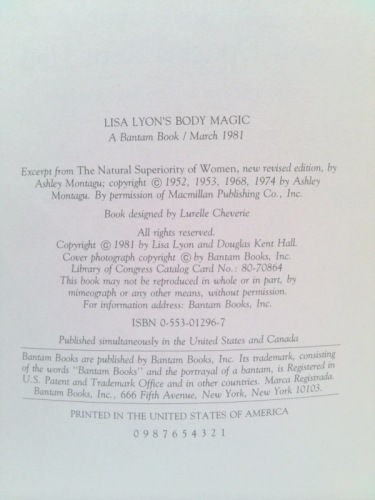 LISA LYON'S BODY MAGIC
A Bantam Book / March 1981
Excerpt from The Natural Superiority of Women, new revised edition, by
Ashley Montagu; copyright © 1952, 1953, 1968, 1974 by Ashley
Montagu. By permission of Macmillan Publishing Co., Inc.
Book designed by Lurelle Cheverie
All rights reserved.
Copyright © 1981 by Lisa Lyon and Douglas Kent Hall.
Cover photograph copyright © by Bantam Books, Inc.
Library of Congress Catalog Card No.: 80-70864
This book may not be reproduced in whole or in part, by
mimeograph or any other means, without permission.
For information address: Bantam Books, Inc.
ISBN 0-553-01296-7
Published simultaneously in the United States and Canada
Bantam Books are published by Bantam Books, Inc. Its trademark, consisting
of the words "Bantam Books" and the portrayal of a bantam, is Registered in
U.S. Patent and Trademark Office and in other countries. Marca Registrada.
Bantam Books, Inc., 666 Fifth Avenue, New York, New York 10103.
PRINTED IN THE UNITED STATES OF AMERICA
0 9 8 7 6 5 4 3 2 1